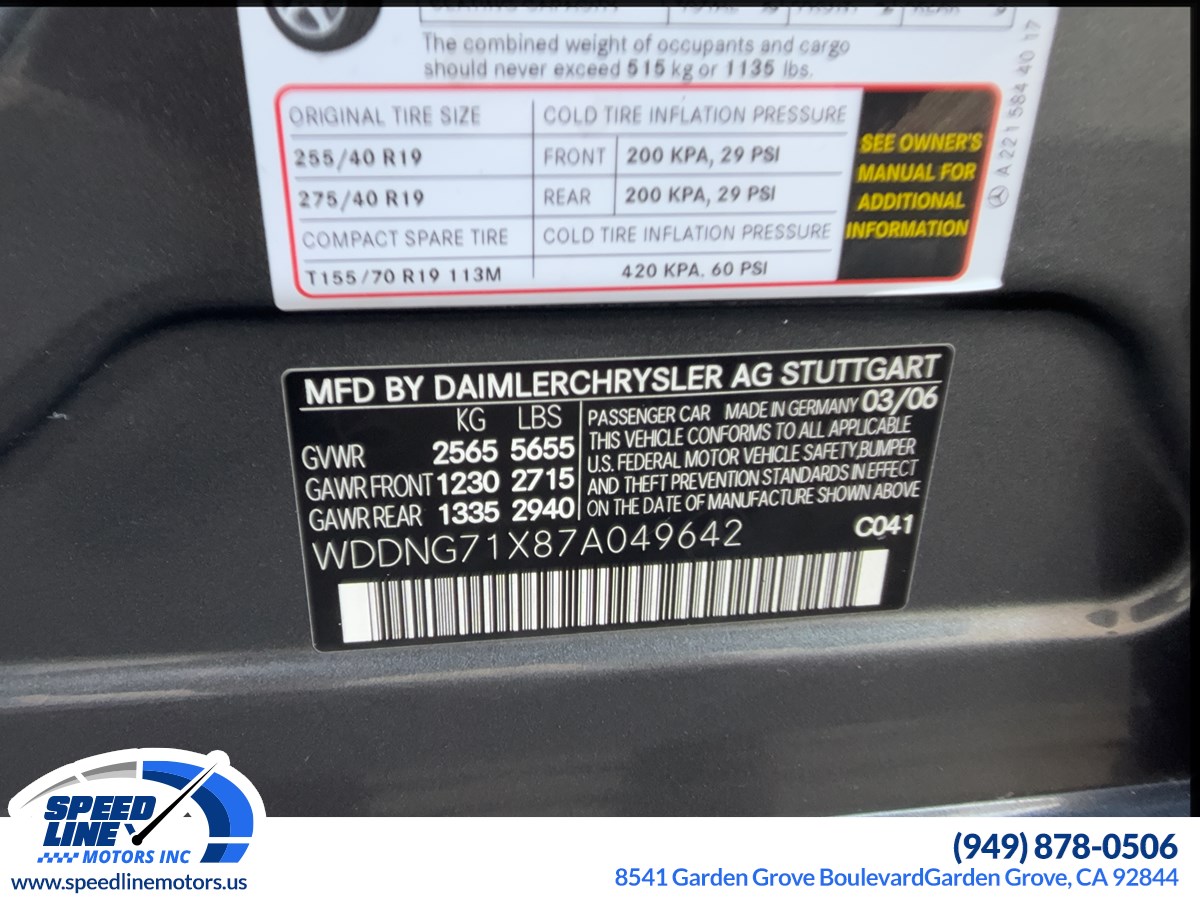 The combined weight of occupants and cargo
should never exceed 515 kg or 1135 lbs.
ORIGINAL TIRE SIZE COLD TIRE INFLATION PRESSURE
255/40 R19 FRONT 200 KPA, 29 PSI
275/40 R19 REAR 200 KPA, 29 PSI
COMPACT SPARE TIRE COLD TIRE INFLATION PRESSURE
T155/70 R19 113M 420 KPA, 60 PSI
SEE OWNER'S
MANUAL FOR
ADDITIONAL
INFORMATION
A 221 584 40 17
MFD BY DAIMLERCHRYSLER AG STUTTGART
KG LBS
GVWR 2565 5655
GAWR FRONT 1230 2715
GAWR REAR 1335 2940
PASSENGER CAR MADE IN GERMANY 03/06
THIS VEHICLE CONFORMS TO ALL APPLICABLE
U.S. FEDERAL MOTOR VEHICLE SAFETY,BUMPER
AND THEFT PREVENTION STANDARDS IN EFFECT
ON THE DATE OF MANUFACTURE SHOWN ABOVE
WDDNG71X87A049642 C041
SPEED
LINE
MOTORS INC
www.speedlinemotors.us
(949) 878-0506
8541 Garden Grove BoulevardGarden Grove, CA 92844